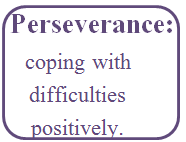 Perseverance:
coping with
difficulties
positively.